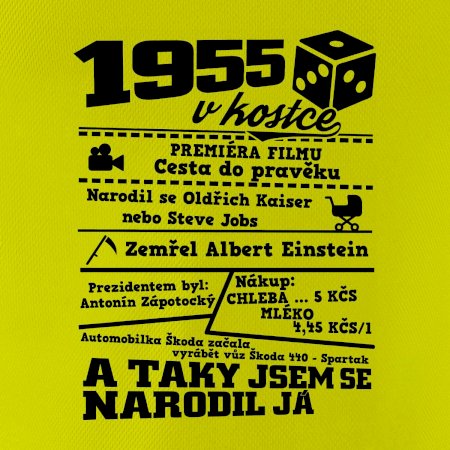 1955
v kostce
PREMIÉRA FILMU
Cesta do pravěku
Narodil se Oldřich Kaiser
nebo Steve Jobs
Zemřel Albert Einstein
Prezidentem byl:
Antonín Zápotocký
Nákup:
CHLEBA ... 5 KČS
MLÉKO
4,45 KČS/l
Automobilka Škoda začala
vyrábět vůz Škoda 440 - Spartak
A TAKY JSEM SE
NARODIL JÁ